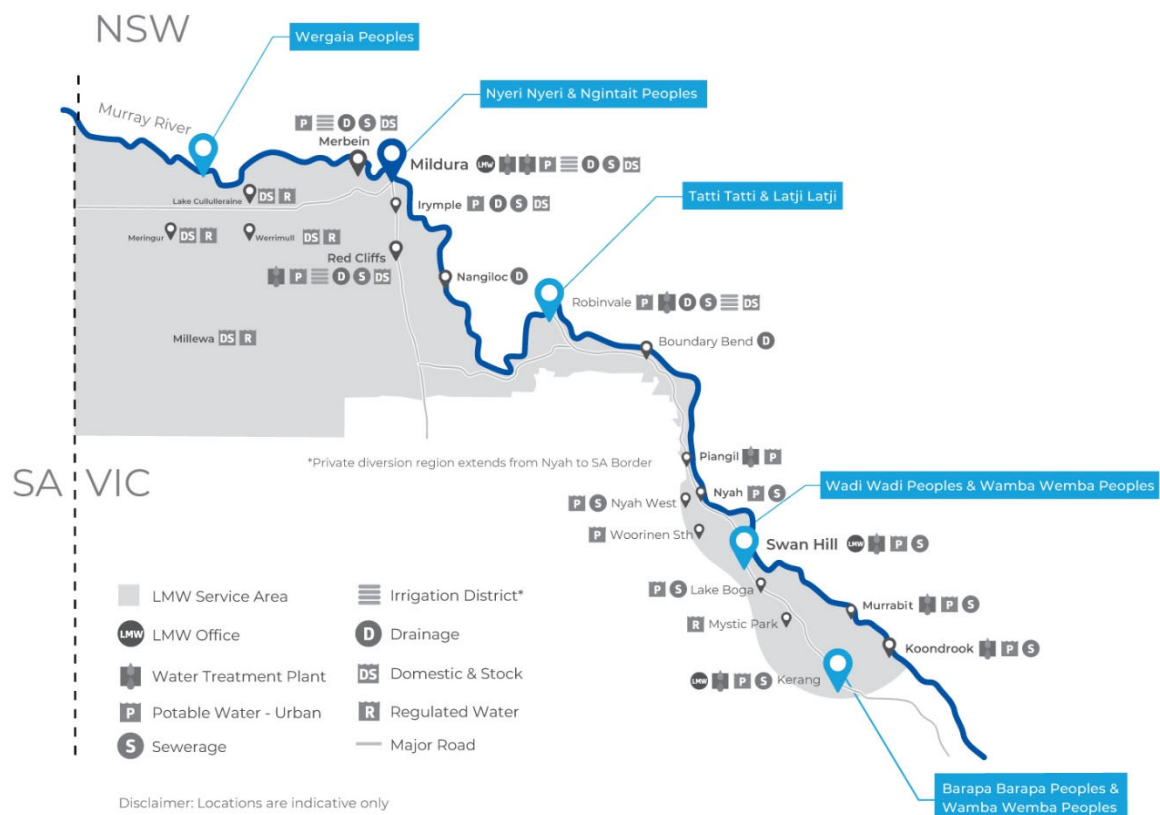 NSW
Wergaia Peoples
Nyeri Nyeri & Ngintait Peoples
Murray River
P D S DS
Merbein
Mildura LMW P D S DS
Tatti Tatti & Latji Latji
Lake Cullulleraine DS R
Irymple P D S DS
Meringur DS R
Werrimull DS R
Red Cliffs
P D S DS
Nangiloc D
Robinvale P D S DS
Millewa DS R
Boundary Bend D
*Private diversion region extends from Nyah to SA Border
Piangil P
SA VIC
Wadi Wadi Peoples & Wamba Wemba Peoples
P S Nyah West
Nyah P S
P Woorinen Sth
Swan Hill LMW P S
P S Lake Boga
Murrabit P S
R Mystic Park
Koondrook P S
LMW P S Kerang
LMW Service Area
LMW LMW Office
Water Treatment Plant
P Potable Water - Urban
S Sewerage
Irrigation District*
D Drainage
DS Domestic & Stock
R Regulated Water
Major Road
Barapa Barapa Peoples &
Wamba Wemba Peoples
Disclaimer: Locations are indicative only